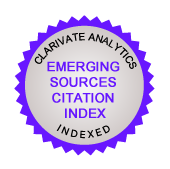 CLARIVATE ANALYTICS
EMERGING
SOURCES
CITATION
INDEX
INDEXED